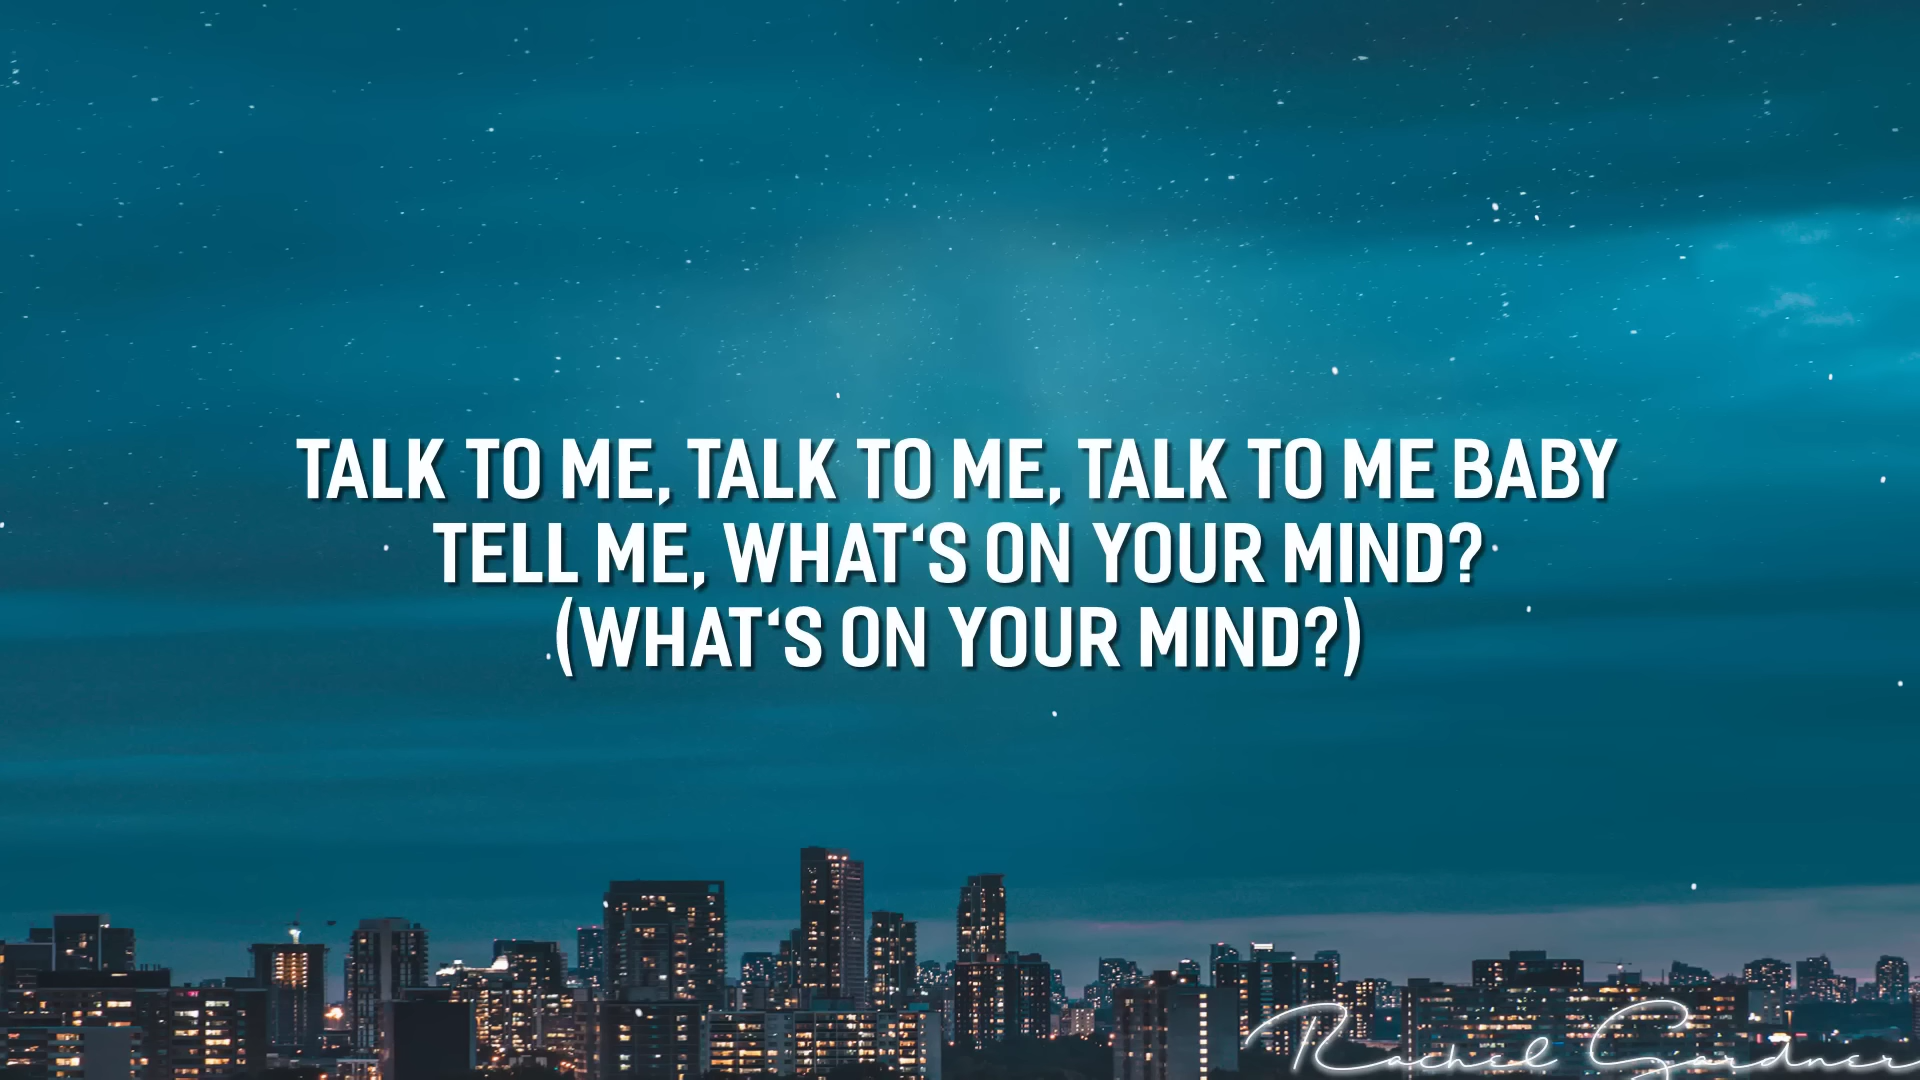 TALK TO ME, TALK TO ME, TALK TO ME BABY
TELL ME, WHAT‘S ON YOUR MIND?
(WHAT‘S ON YOUR MIND?)
Rachel Gardner